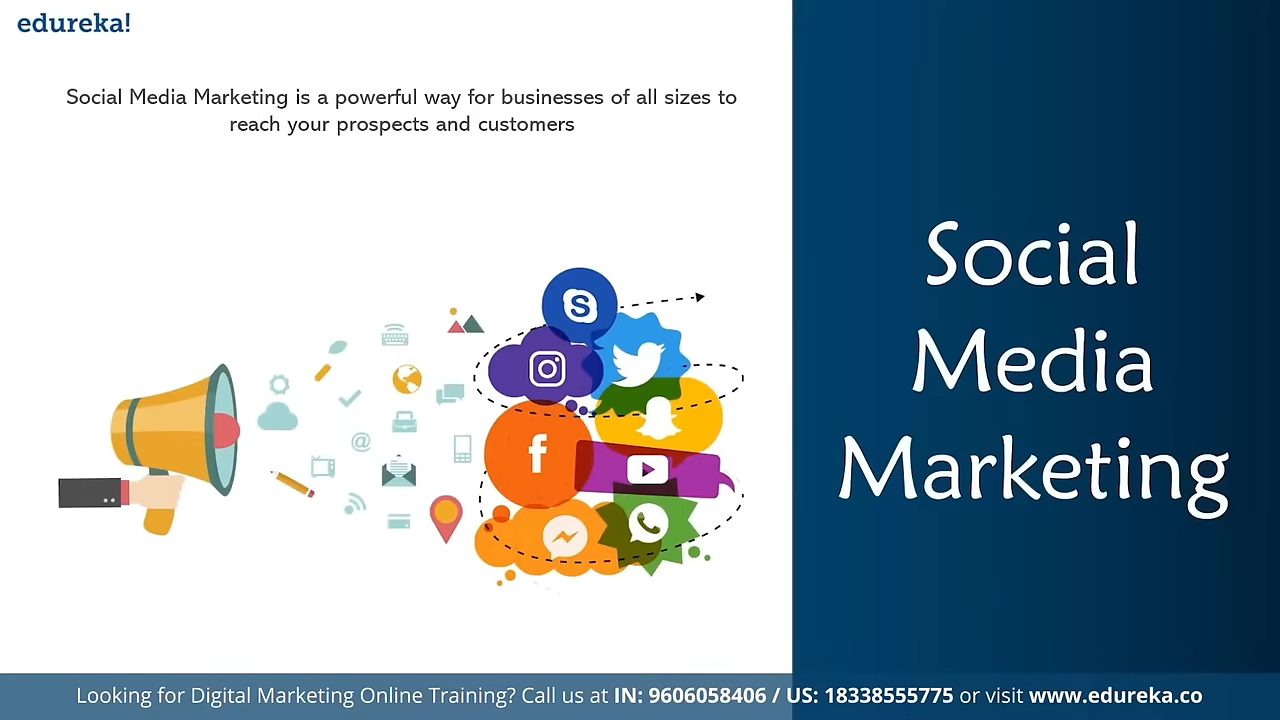 edureka!
Social Media Marketing is a powerful way for businesses of all sizes to
reach your prospects and customers
Social
Media
Marketing
Looking for Digital Marketing Online Training? Call us at IN: 9606058406 / US: 18338555775 or visit www.edureka.co